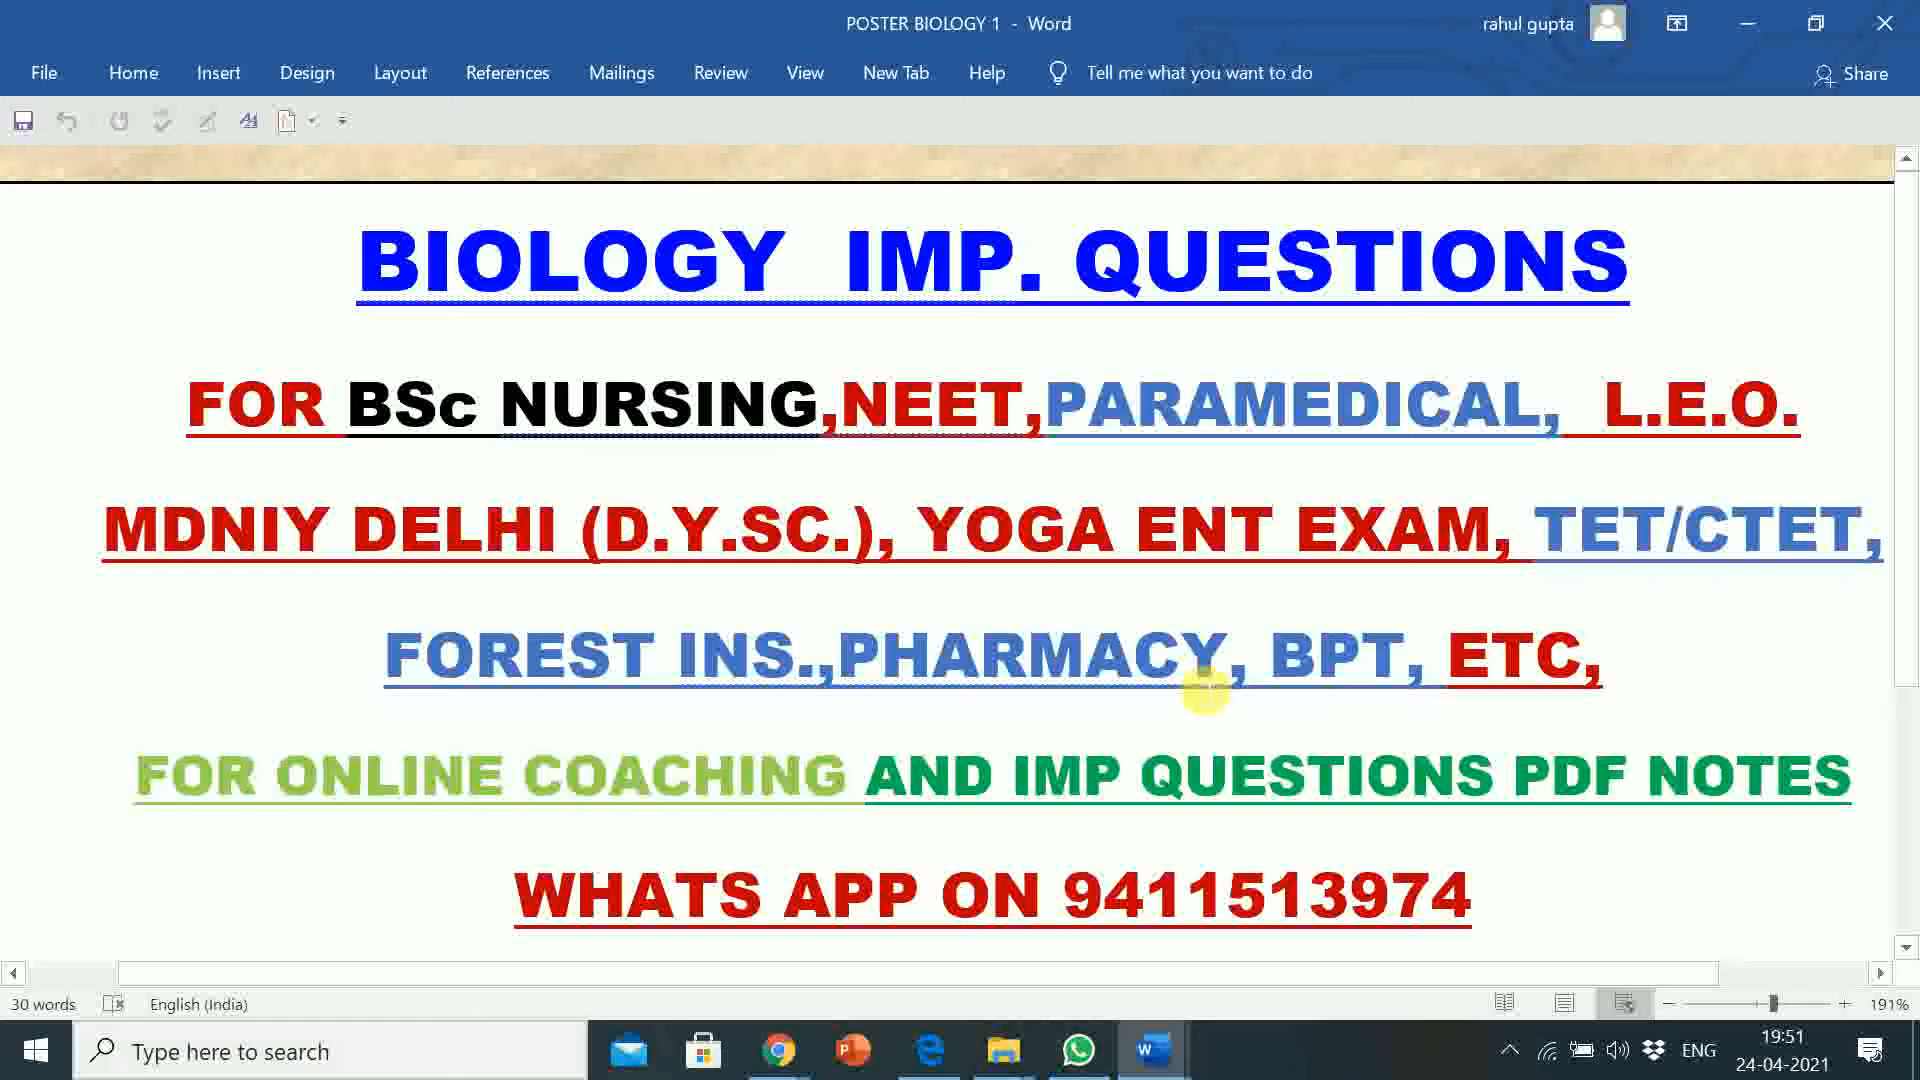 POSTER BIOLOGY 1 - Word
rahul gupta
File Home Insert Design Layout References Mailings Review View New Tab Help Tell me what you want to do Share
BIOLOGY IMP. QUESTIONS
FOR BSc NURSING,NEET,PARAMEDICAL, L.E.O.
MDNIY DELHI (D.Y.SC.), YOGA ENT EXAM, TET/CTET,
FOREST INS.,PHARMACY, BPT, ETC,
FOR ONLINE COACHING AND IMP QUESTIONS PDF NOTES
WHATS APP ON 9411513974
30 words English (India) 191%
Type here to search
ENG
19:51
24-04-2021